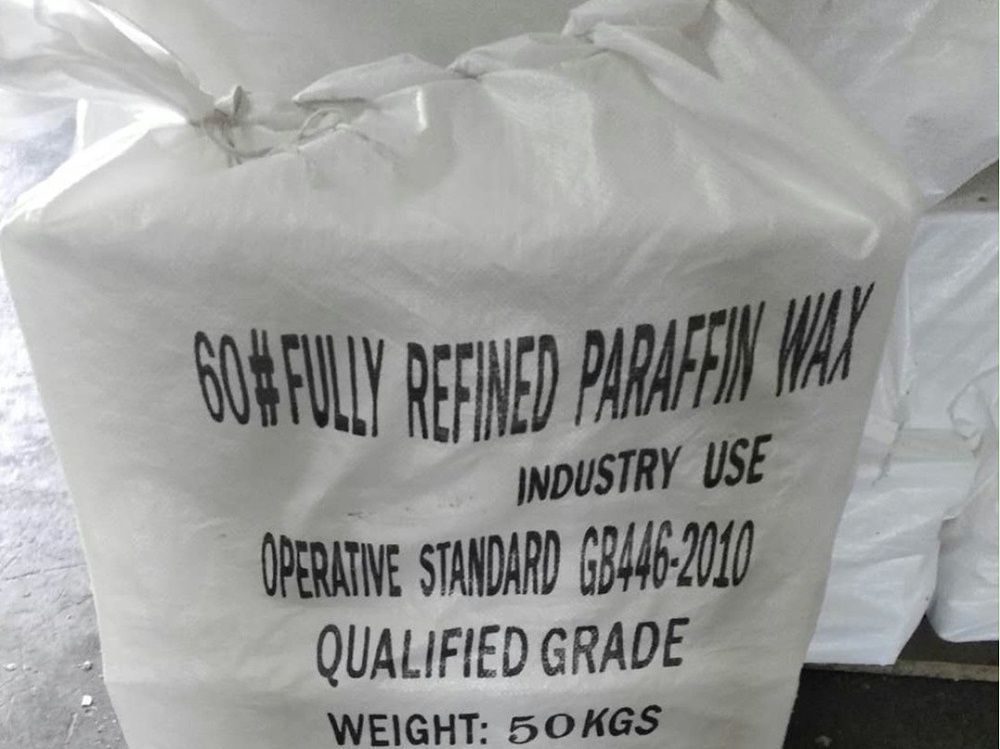 60#FULLY REFINED PARAFFIN WAX
INDUSTRY USE
OPERATIVE STANDARD GB446-2010
QUALIFIED GRADE
WEIGHT: 50KGS